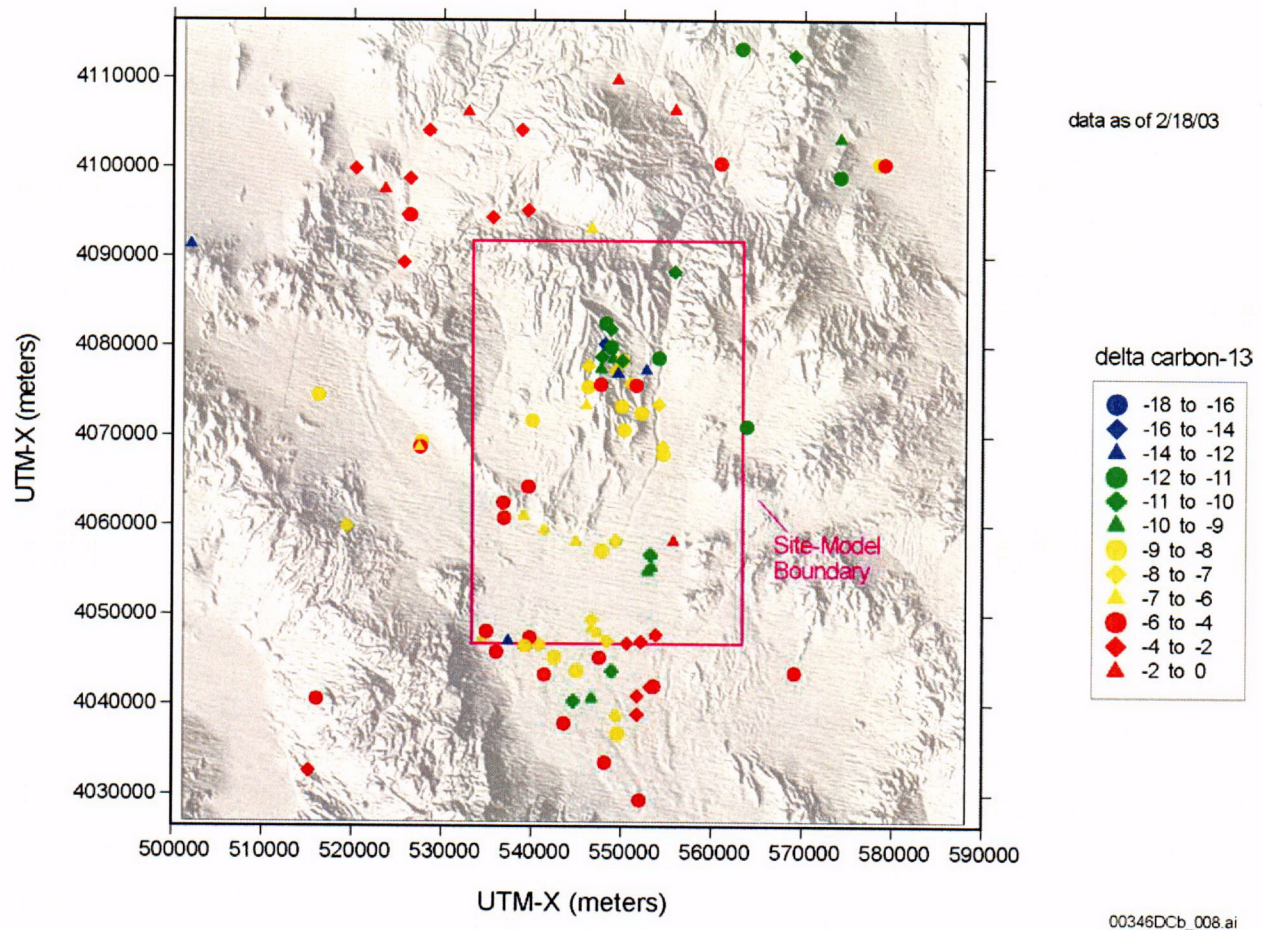 4110000
4100000
4090000
4080000
4070000
4060000
4050000
4040000
4030000
UTM-X (meters)
500000 510000 520000 530000 540000 550000 560000 570000 580000 590000
UTM-X (meters)
Site-Model
Boundary
data as of 2/18/03
delta carbon-13
-18 to -16
-16 to -14
-14 to -12
-12 to -11
-11 to -10
-10 to -9
-9 to -8
-8 to -7
-7 to -6
-6 to -4
-4 to -2
-2 to 0
00346DCb_008.ai